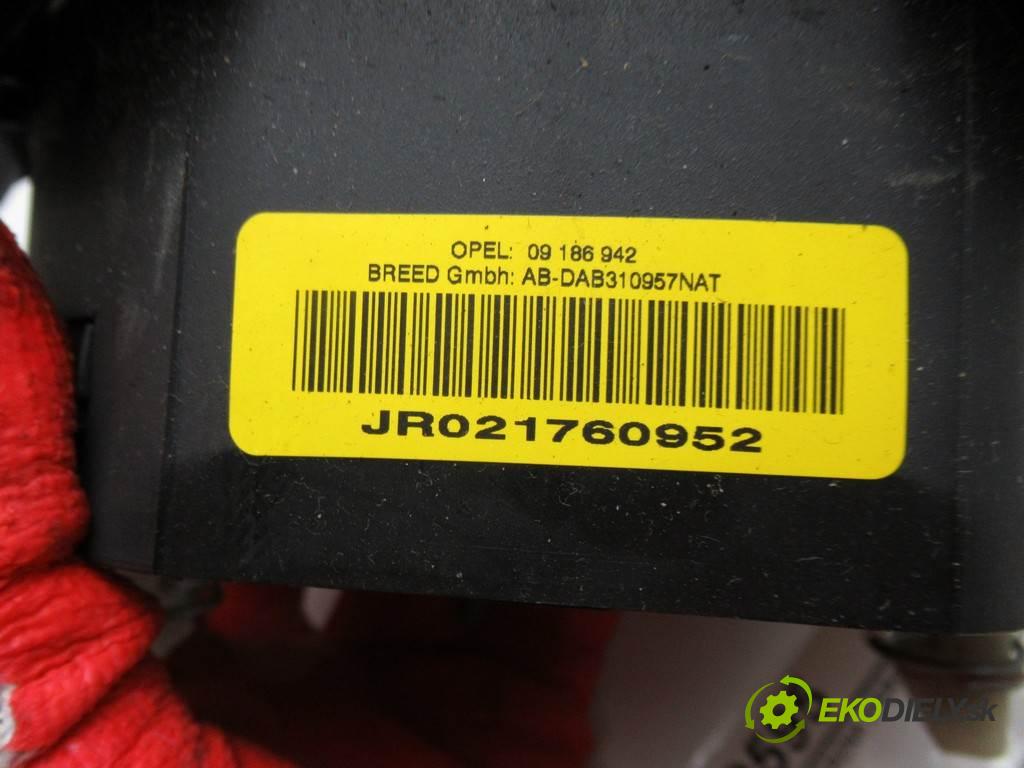 OPEL: 09 186 942
BREED Gmbh: AB-DAB310957NAT
JR021760952
EKODIELY.sk